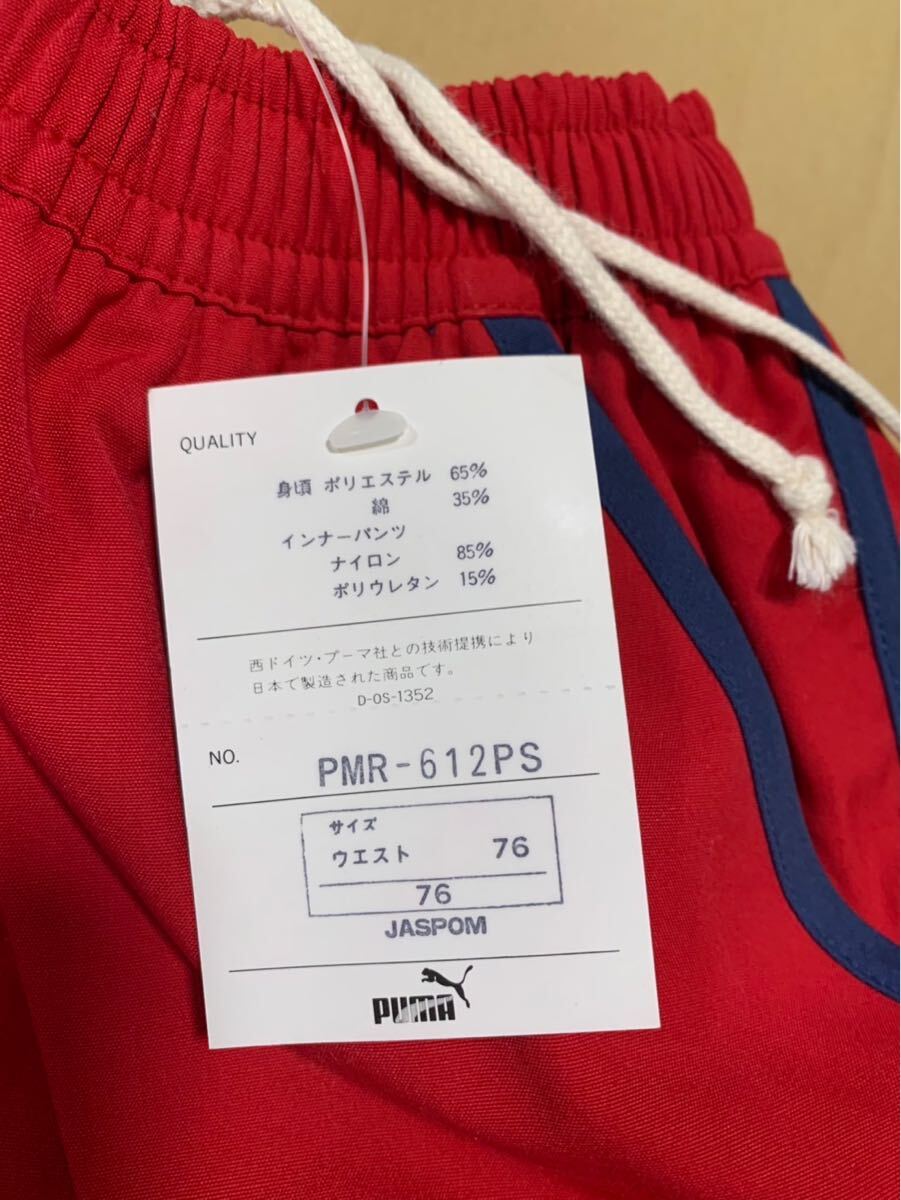 QUALITY
身頃 ポリエステル 65%
綿 35%
インナーパンツ
ナイロン 85%
ポリウレタン 15%
西ドイツ・プーマ社との技術提携により
日本で製造された商品です。
D-OS-1352
NO.
PMR-612PS
サイズ
ウエスト 76
76
JASPOM
PUMA